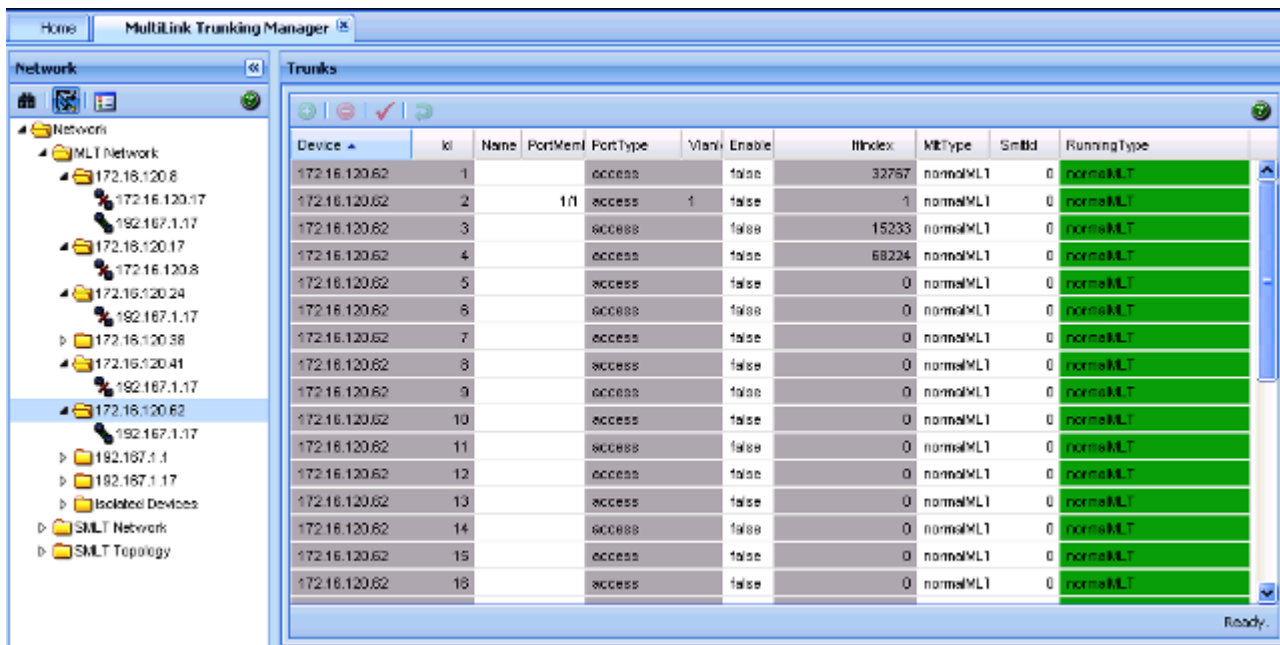 Home MultiLink Trunking Manager
Network
Trunks
Network
MLT Network
172.16.120.8
172.16.120.17
192.167.1.17
172.16.120.17
172.16.120.8
172.16.120.24
192.167.1.17
172.16.120.38
172.16.120.41
192.167.1.17
172.16.120.62
192.167.1.17
192.167.1.1
192.167.1.17
Isolated Devices
SMLT Network
SMLT Topology
Device Id Name PortMeml PortType Vlanl Enable IfIndex MltType SmltId RunningType
172.16.120.62 1 access false 32767 normalMLT 0 normalMLT
172.16.120.62 2 1/1 access 1 false 1 normalMLT 0 normalMLT
172.16.120.62 3 access false 15233 normalMLT 0 normalMLT
172.16.120.62 4 access false 68224 normalMLT 0 normalMLT
172.16.120.62 5 access false 0 normalMLT 0 normalMLT
172.16.120.62 6 access false 0 normalMLT 0 normalMLT
172.16.120.62 7 access false 0 normalMLT 0 normalMLT
172.16.120.62 8 access false 0 normalMLT 0 normalMLT
172.16.120.62 9 access false 0 normalMLT 0 normalMLT
172.16.120.62 10 access false 0 normalMLT 0 normalMLT
172.16.120.62 11 access false 0 normalMLT 0 normalMLT
172.16.120.62 12 access false 0 normalMLT 0 normalMLT
172.16.120.62 13 access false 0 normalMLT 0 normalMLT
172.16.120.62 14 access false 0 normalMLT 0 normalMLT
172.16.120.62 15 access false 0 normalMLT 0 normalMLT
172.16.120.62 16 access false 0 normalMLT 0 normalMLT
Ready.